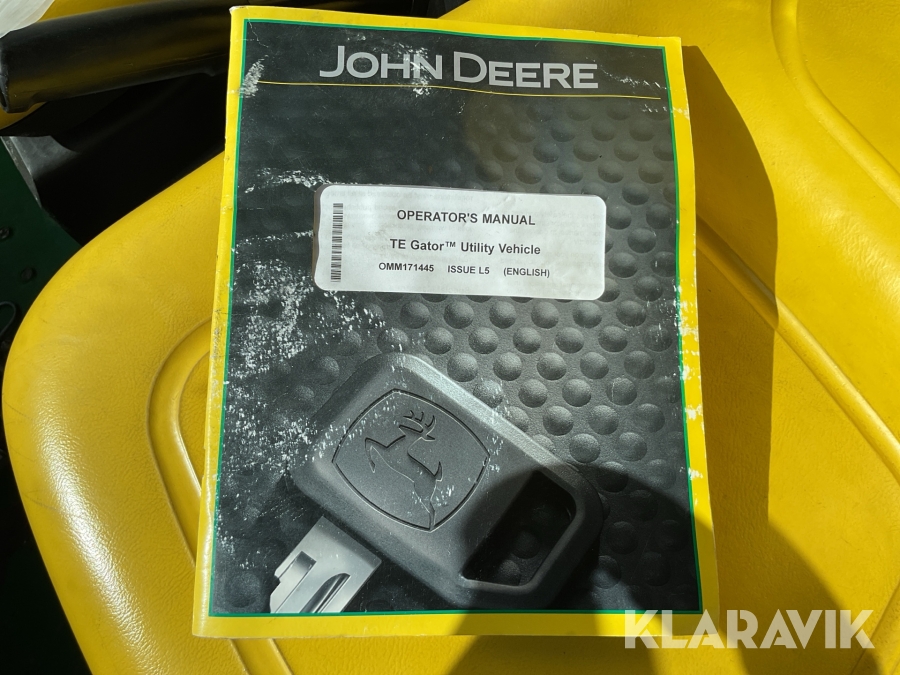 JOHN DEERE
OPERATOR'S MANUAL
TE Gator™ Utility Vehicle
OMM171445 ISSUE L5 (ENGLISH)
KLARAVIK